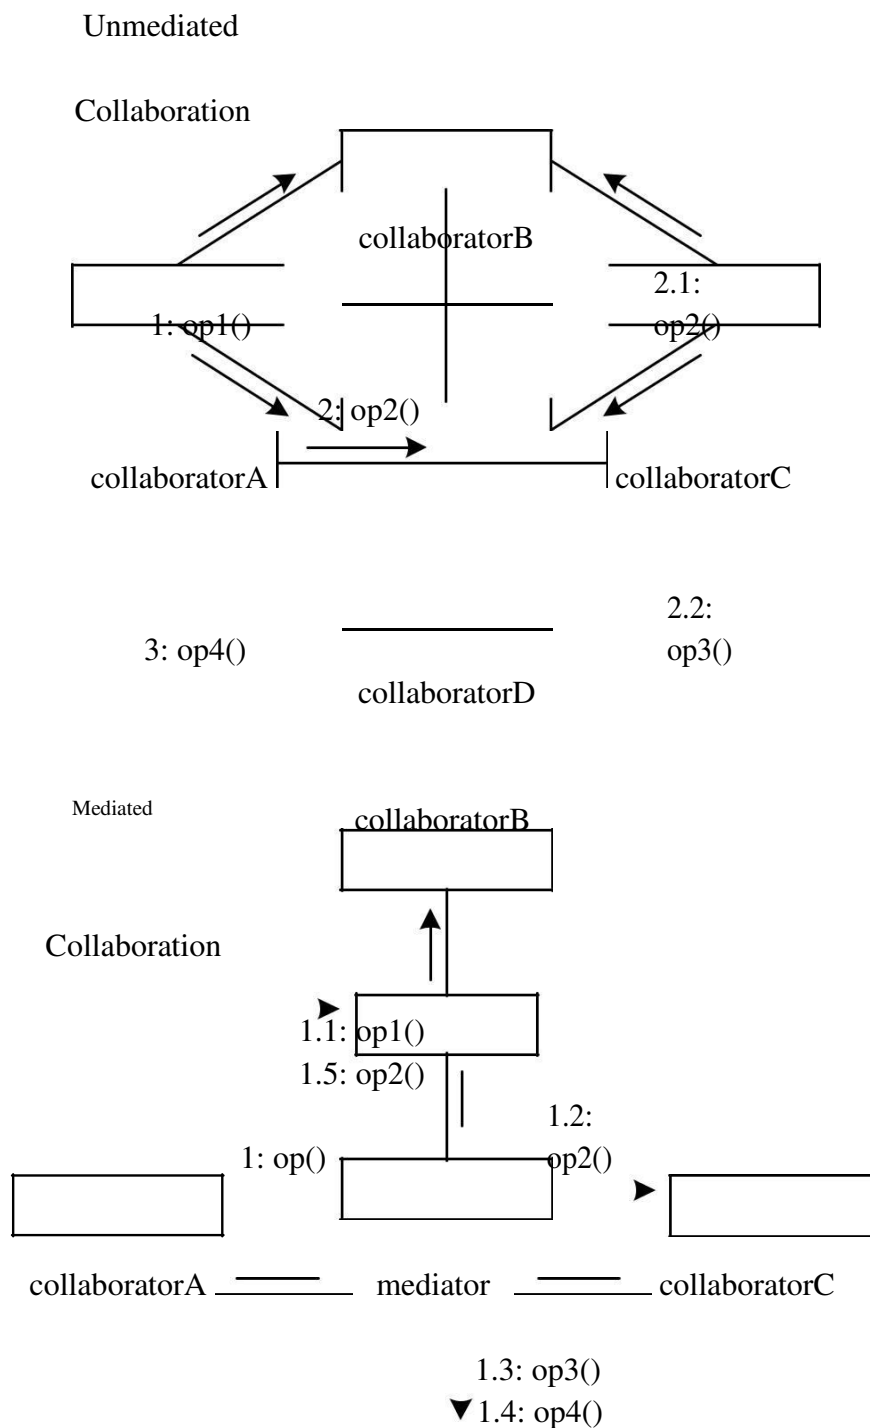 Unmediated
Collaboration
collaboratorB
2.1:
1: op1()
op2()
2: op2()
collaboratorA
collaboratorC
2.2:
3: op4()
op3()
collaboratorD
Mediated
collaboratorB
Collaboration
1.1: op1()
1.5: op2()
1.2:
1: op()
op2()
collaboratorA
mediator
collaboratorC
1.3: op3()
1.4: op4()